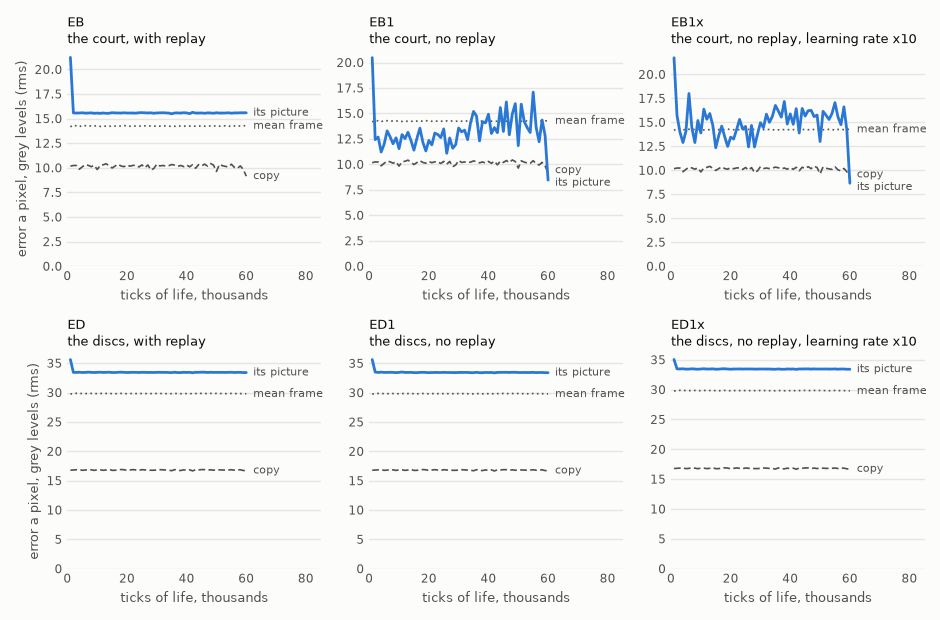 EB
the court, with replay
EB1
the court, no replay
EB1x
the court, no replay, learning rate x10
error a pixel, grey levels (rms)
20.0
17.5
15.0
12.5
10.0
7.5
5.0
2.5
0.0
0
20
40
60
80
its picture
mean frame
copy
ticks of life, thousands
20.0
17.5
15.0
12.5
10.0
7.5
5.0
2.5
0.0
0
20
40
60
80
mean frame
copy
its picture
ticks of life, thousands
20.0
17.5
15.0
12.5
10.0
7.5
5.0
2.5
0.0
0
20
40
60
80
mean frame
copy
its picture
ticks of life, thousands
ED
the discs, with replay
ED1
the discs, no replay
ED1x
the discs, no replay, learning rate x10
error a pixel, grey levels (rms)
35
30
25
20
15
10
5
0
0
20
40
60
80
its picture
mean frame
copy
ticks of life, thousands
35
30
25
20
15
10
5
0
0
20
40
60
80
its picture
mean frame
copy
ticks of life, thousands
35
30
25
20
15
10
5
0
0
20
40
60
80
its picture
mean frame
copy
ticks of life, thousands